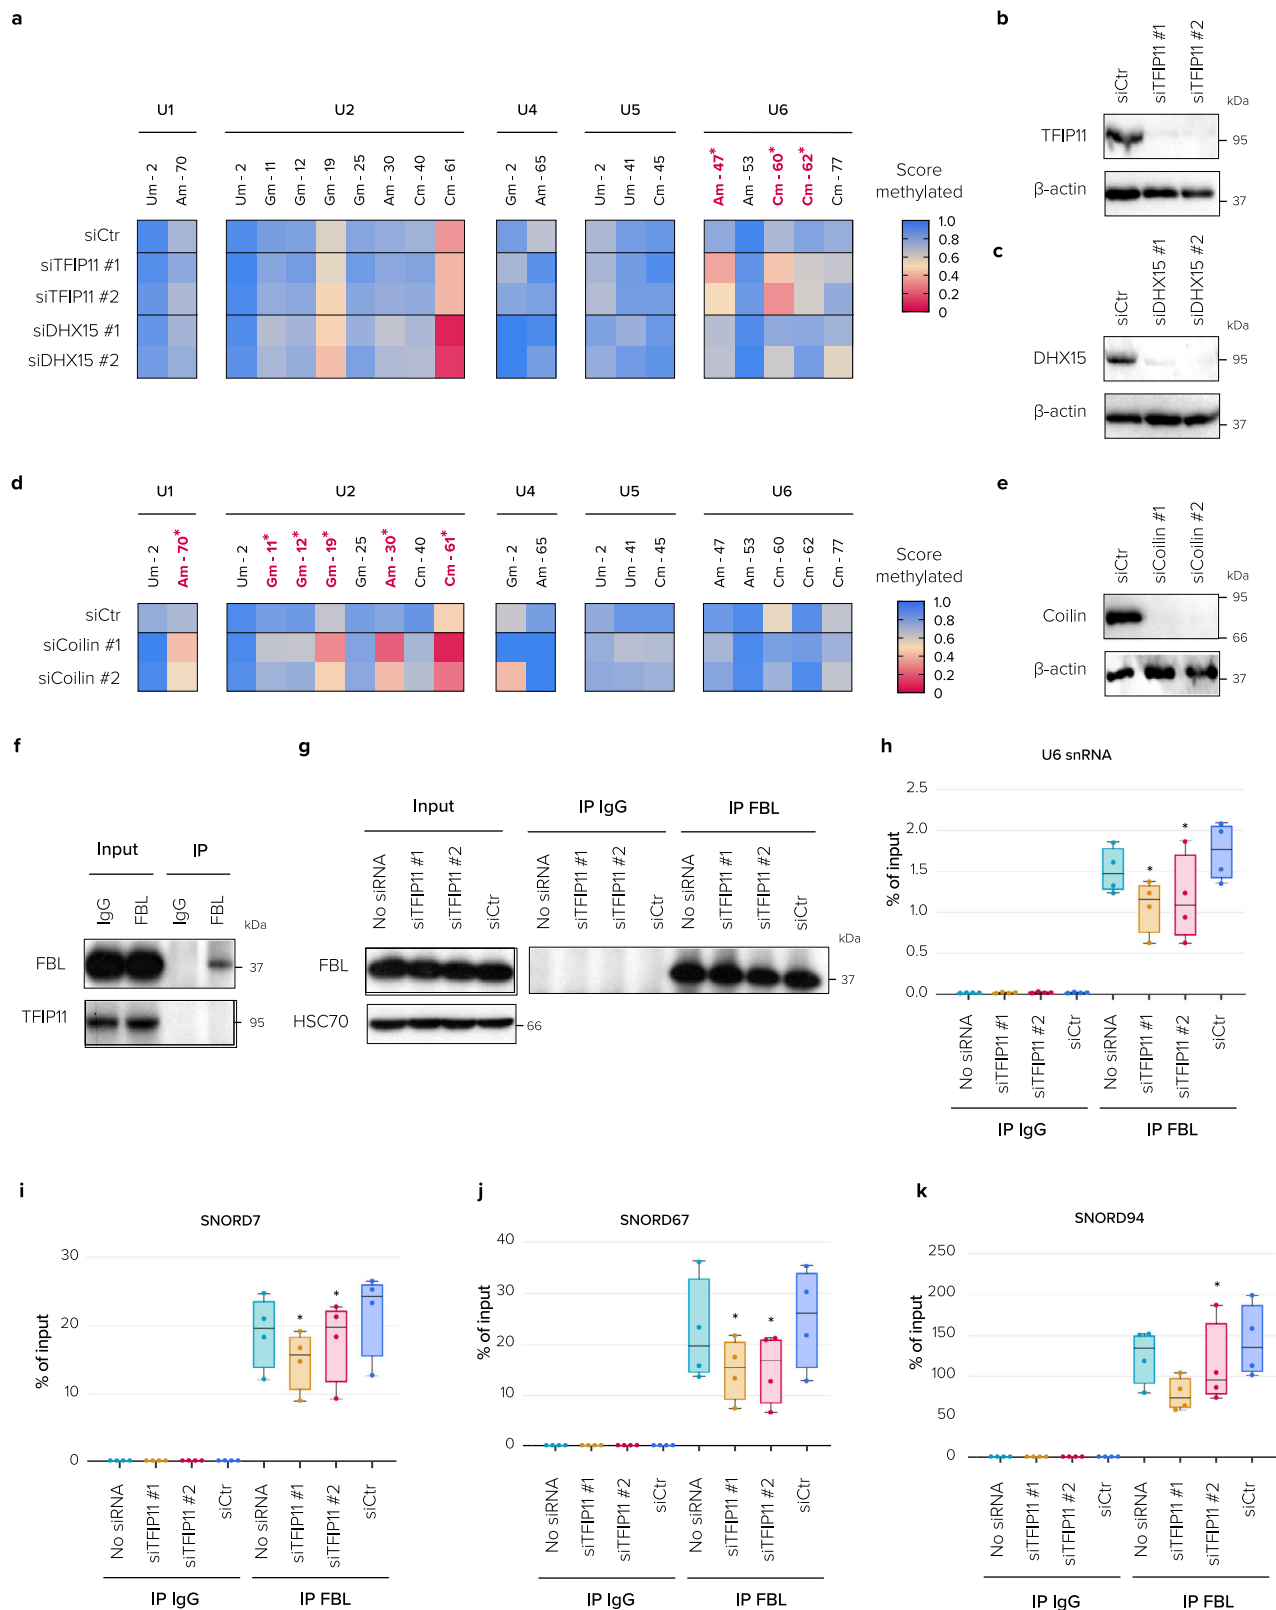 a
U1 U2 U4 U5 U6
Um - 2 Am - 70 Um - 2 Gm - 11 Gm - 12 Gm - 19 Gm - 25 Am - 30 Cm - 40 Cm - 61 Gm - 2 Am - 65 Um - 2 Um - 41 Cm - 45 Am - 47* Am - 53 Cm - 60* Cm - 62* Cm - 77
siCtr
siTFIP11 #1
siTFIP11 #2
siDHX15 #1
siDHX15 #2
Score
methylated
1.0
0.8
0.6
0.4
0.2
0
b
siCtr siTFIP11 #1 siTFIP11 #2
kDa
TFIP11 95
β-actin 37
c
siCtr siDHX15 #1 siDHX15 #2
kDa
DHX15 95
β-actin 37
d
U1 U2 U4 U5 U6
Um - 2 Am - 70* Um - 2 Gm - 11* Gm - 12* Gm - 19* Gm - 25 Am - 30* Cm - 40 Cm - 61* Gm - 2 Am - 65 Um - 2 Um - 41 Cm - 45 Am - 47 Am - 53 Cm - 60 Cm - 62 Cm - 77
siCtr
siCoilin #1
siCoilin #2
Score
methylated
1.0
0.8
0.6
0.4
0.2
0
e
siCtr siCoilin #1 siCoilin #2
kDa
95
Coilin
66
β-actin 37
f
Input IP
IgG FBL IgG FBL
kDa
FBL 37
TFIP11 95
g
Input IP IgG IP FBL
No siRNA siTFIP11 #1 siTFIP11 #2 siCtr No siRNA siTFIP11 #1 siTFIP11 #2 siCtr No siRNA siTFIP11 #1 siTFIP11 #2 siCtr
kDa
FBL 37
HSC70 66
h
U6 snRNA
% of input
2.5
2.0
1.5
1.0
0.5
0.0
* *
No siRNA siTFIP11 #1 siTFIP11 #2 siCtr No siRNA siTFIP11 #1 siTFIP11 #2 siCtr
IP IgG IP FBL
i
SNORD7
% of input
30
20
10
0
* *
No siRNA siTFIP11 #1 siTFIP11 #2 siCtr No siRNA siTFIP11 #1 siTFIP11 #2 siCtr
IP IgG IP FBL
j
SNORD67
% of input
40
30
20
10
0
* *
No siRNA siTFIP11 #1 siTFIP11 #2 siCtr No siRNA siTFIP11 #1 siTFIP11 #2 siCtr
IP IgG IP FBL
k
SNORD94
% of input
250
200
150
100
50
0
*
No siRNA siTFIP11 #1 siTFIP11 #2 siCtr No siRNA siTFIP11 #1 siTFIP11 #2 siCtr
IP IgG IP FBL